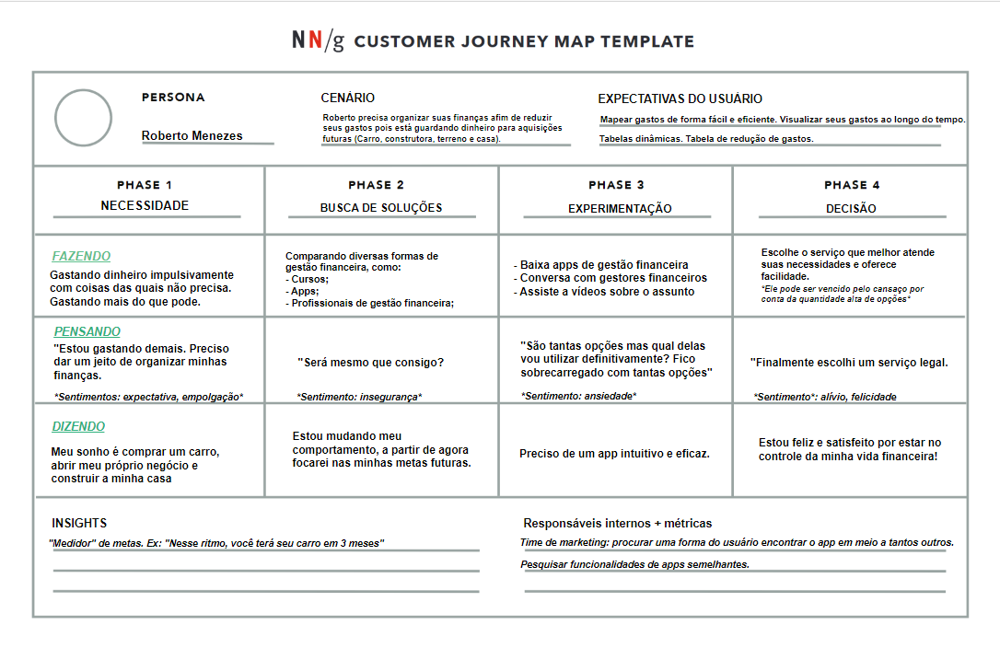 NN/g CUSTOMER JOURNEY MAP TEMPLATE
PERSONA
Roberto Menezes
CENÁRIO
Roberto precisa organizar suas finanças afim de reduzir
seus gastos pois está guardando dinheiro para aquisições
futuras (Carro, construtora, terreno e casa).
EXPECTATIVAS DO USUÁRIO
Mapear gastos de forma fácil e eficiente. Visualizar seus gastos ao longo do tempo.
Tabelas dinâmicas. Tabela de redução de gastos.
PHASE 1
NECESSIDADE
PHASE 2
BUSCA DE SOLUÇÕES
PHASE 3
EXPERIMENTAÇÃO
PHASE 4
DECISÃO
FAZENDO
Gastando dinheiro impulsivamente
com coisas das quais não precisa.
Gastando mais do que pode.
Comparando diversas formas de
gestão financeira, como:
- Cursos;
- Apps;
- Profissionais de gestão financeira;
- Baixa apps de gestão financeira
- Conversa com gestores financeiros
- Assiste a vídeos sobre o assunto
Escolhe o serviço que melhor atende
suas necessidades e oferece
facilidade.
*Ele pode ser vencido pelo cansaço por
conta da quantidade alta de opções*
PENSANDO
"Estou gastando demais. Preciso
dar um jeito de organizar minhas
finanças.
*Sentimentos: expectativa, empolgação*
"Será mesmo que consigo?
*Sentimento: insegurança*
"São tantas opções mas qual delas
vou utilizar definitivamente? Fico
sobrecarregado com tantas opções"
*Sentimento: ansiedade*
"Finalmente escolhi um serviço legal.
*Sentimento*: alívio, felicidade
DIZENDO
Meu sonho é comprar um carro,
abrir meu próprio negócio e
construir a minha casa
Estou mudando meu
comportamento, a partir de agora
focarei nas minhas metas futuras.
Preciso de um app intuitivo e eficaz.
Estou feliz e satisfeito por estar no
controle da minha vida financeira!
INSIGHTS
"Medidor" de metas. Ex: "Nesse ritmo, você terá seu carro em 3 meses"
Responsáveis internos + métricas
Time de marketing: procurar uma forma do usuário encontrar o app em meio a tantos outros.
Pesquisar funcionalidades de apps semelhantes.